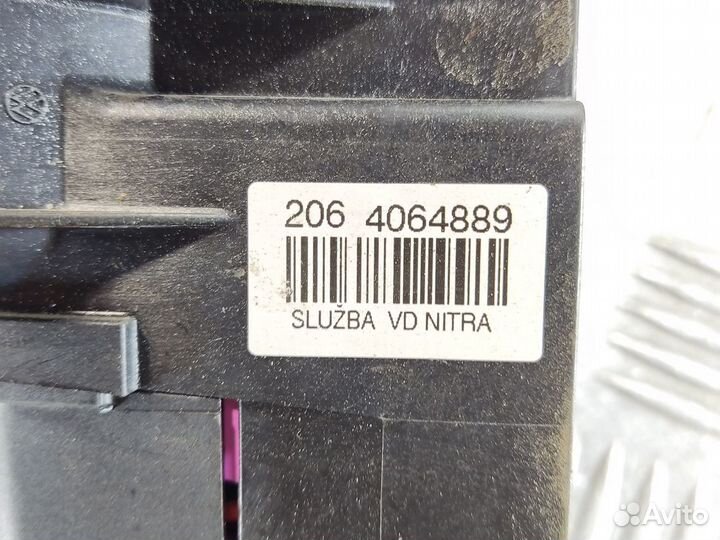 206 4064889
SLUŽBA VD NITRA
Avito